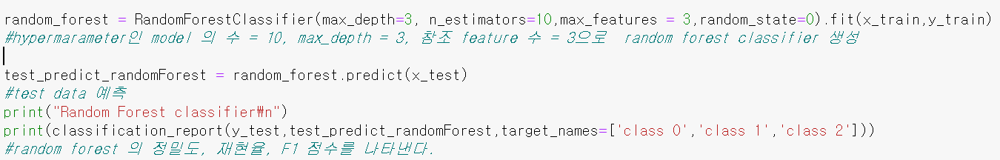 random_forest = RandomForestClassifier(max_depth=3, n_estimators=10,max_features = 3,random_state=0).fit(x_train,y_train)
#hypermarameter인 model 의 수 = 10, max_depth = 3, 참조 feature 수 = 3으로  random forest classifier 생성
test_predict_randomForest = random_forest.predict(x_test)
#test data 예측
print("Random Forest classifier₩n")
print(classification_report(y_test,test_predict_randomForest,target_names=['class 0','class 1','class 2']))
#random forest 의 정밀도, 재현율, F1 점수를 나타낸다.